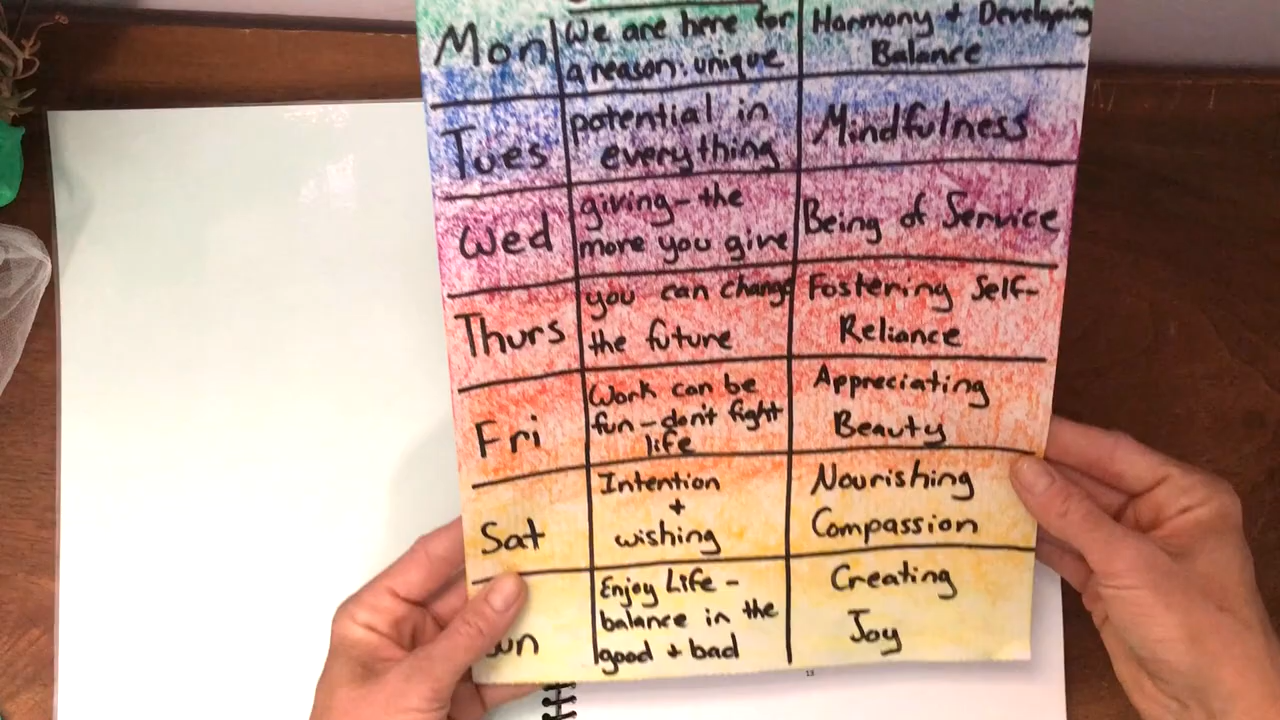 Mon
We are here for
a reason: unique
Harmony + Developing
Balance
Tues
potential in
everything
Mindfulness
Wed
giving- the
more you give
Being of Service
Thurs
you can change
the future
Fostering Self-
Reliance
Fri
Work can be
fun - don't fight
life
Appreciating
Beauty
Sat
Intention
+
wishing
Nourishing
Compassion
un
Enjoy Life -
balance in the
good + bad
Creating
Joy
13